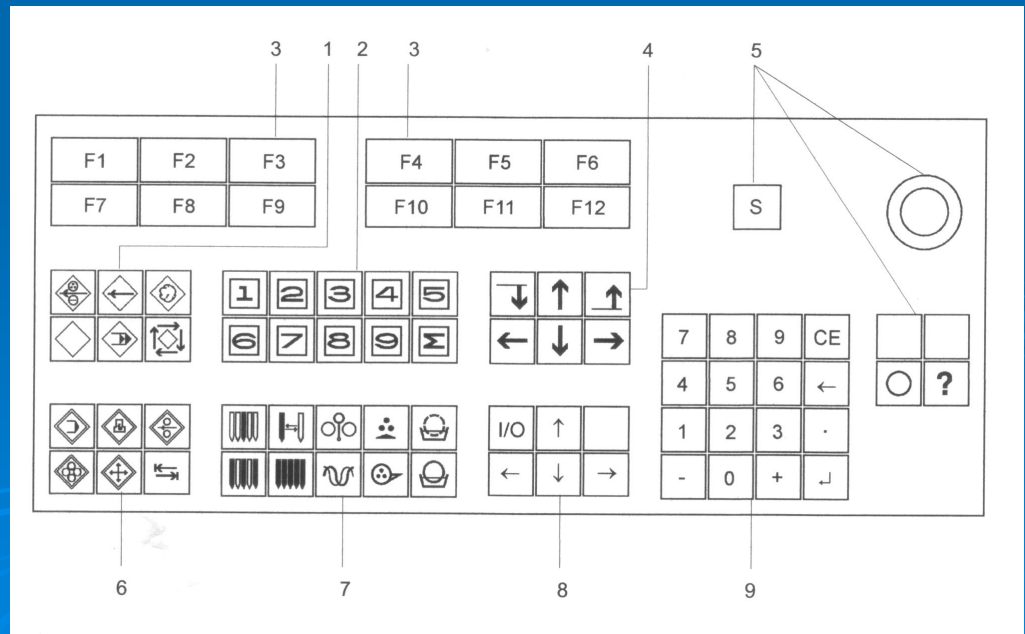 3 1 2 3 4 5
F1 F2 F3 F4 F5 F6
F7 F8 F9 F10 F11 F12
S
1 2 3 4 5
6 7 8 9 Σ
7 8 9 CE
4 5 6 ←
?
I/O ↑
1 2 3 ·
← ↓ →
- 0 + ↵
6 7 8 9